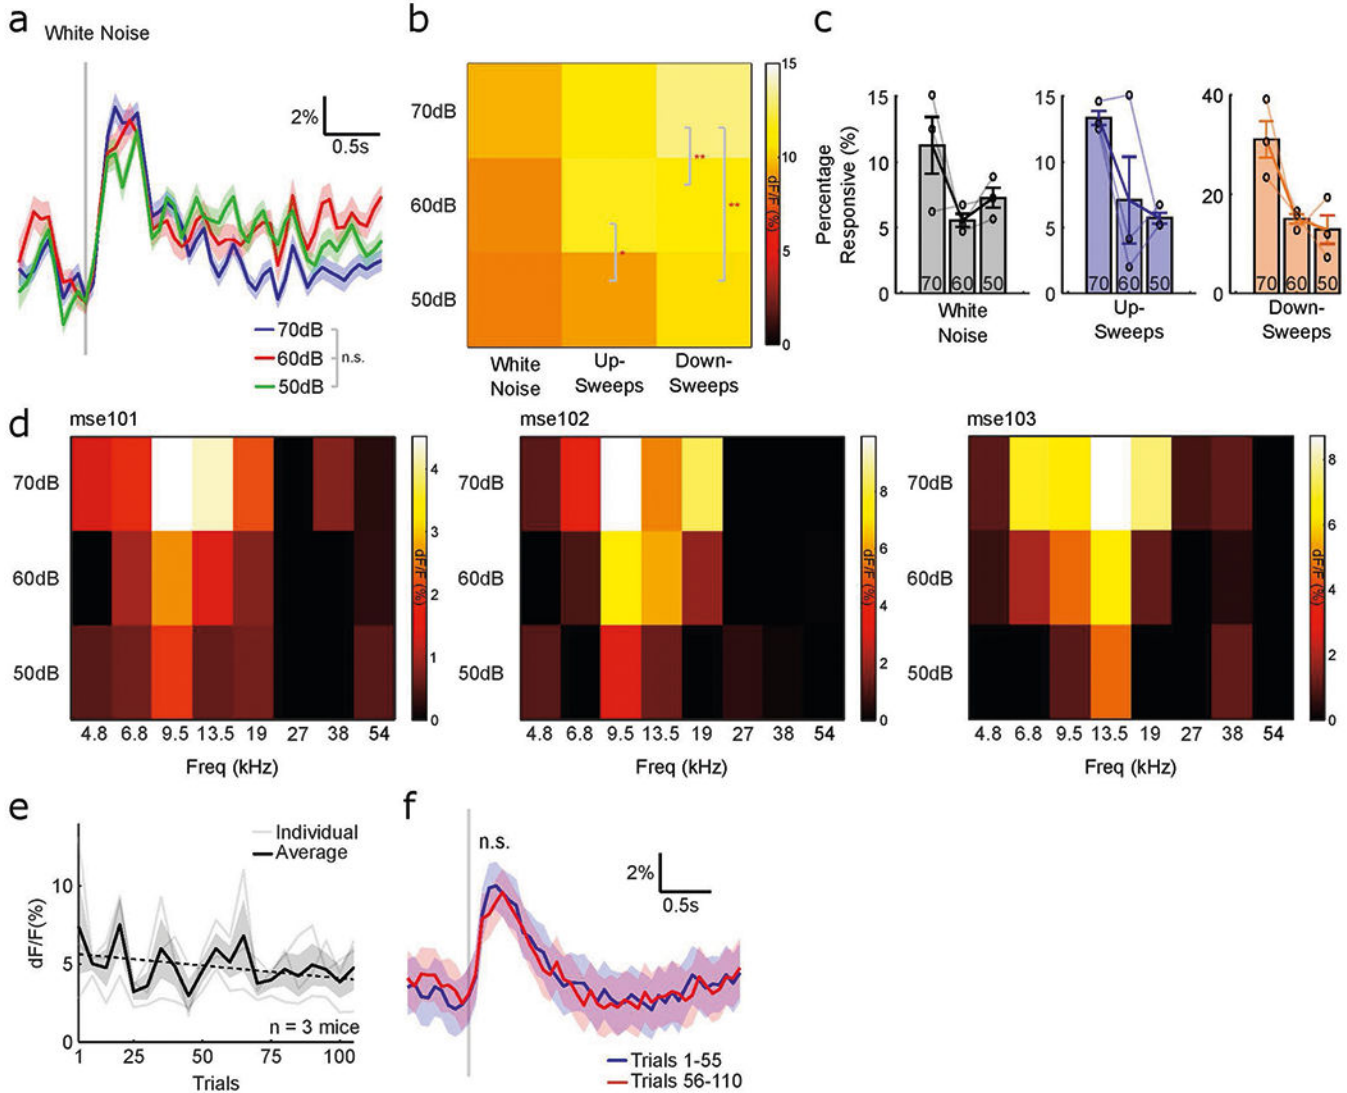 a
White Noise
2%
0.5s
70dB
60dB
50dB
n.s.
b
70dB
60dB
50dB
**
**
*
White
Noise
Up-
Sweeps
Down-
Sweeps
15
10
5
0
dF/F (%)
c
Percentage
Responsive (%)
15
10
5
0
70 60 50
White
Noise
15
10
5
0
70 60 50
Up-
Sweeps
40
20
0
70 60 50
Down-
Sweeps
d
mse101
70dB
60dB
50dB
4.8 6.8 9.5 13.5 19 27 38 54
Freq (kHz)
4
3
2
1
0
dF/F (%)
mse102
70dB
60dB
50dB
4.8 6.8 9.5 13.5 19 27 38 54
Freq (kHz)
8
6
4
2
0
dF/F (%)
mse103
70dB
60dB
50dB
4.8 6.8 9.5 13.5 19 27 38 54
Freq (kHz)
8
6
4
2
0
dF/F (%)
e
Individual
Average
dF/F(%)
10
5
0
n = 3 mice
1 25 50 75 100
Trials
f
n.s.
2%
0.5s
Trials 1-55
Trials 56-110